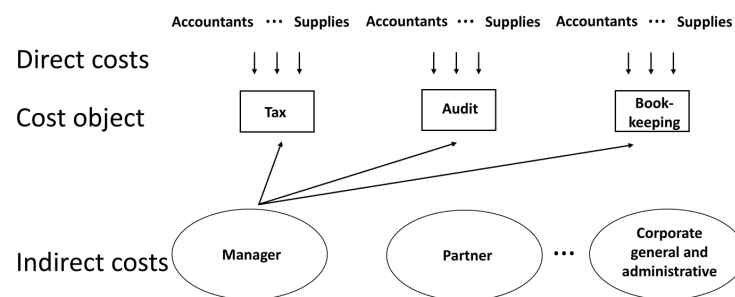 Accountants ... Supplies Accountants ... Supplies Accountants ... Supplies
Direct costs
Cost object
Tax
Audit
Book-
keeping
Indirect costs
Manager
Partner
...
Corporate
general and
administrative